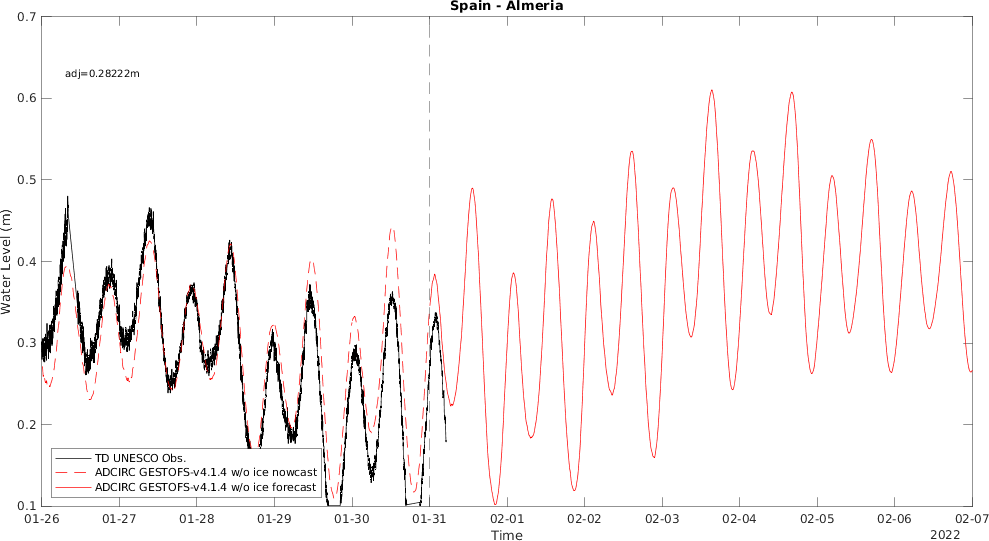 Spain - Almeria
0.7
0.6
0.5
0.4
0.3
0.2
0.1
Water Level (m)
adj=0.28222m
TD UNESCO Obs.
ADCIRC GESTOFS-v4.1.4 w/o ice nowcast
ADCIRC GESTOFS-v4.1.4 w/o ice forecast
01-26 01-27 01-28 01-29 01-30 01-31 02-01 02-02 02-03 02-04 02-05 02-06 02-07
Time
2022